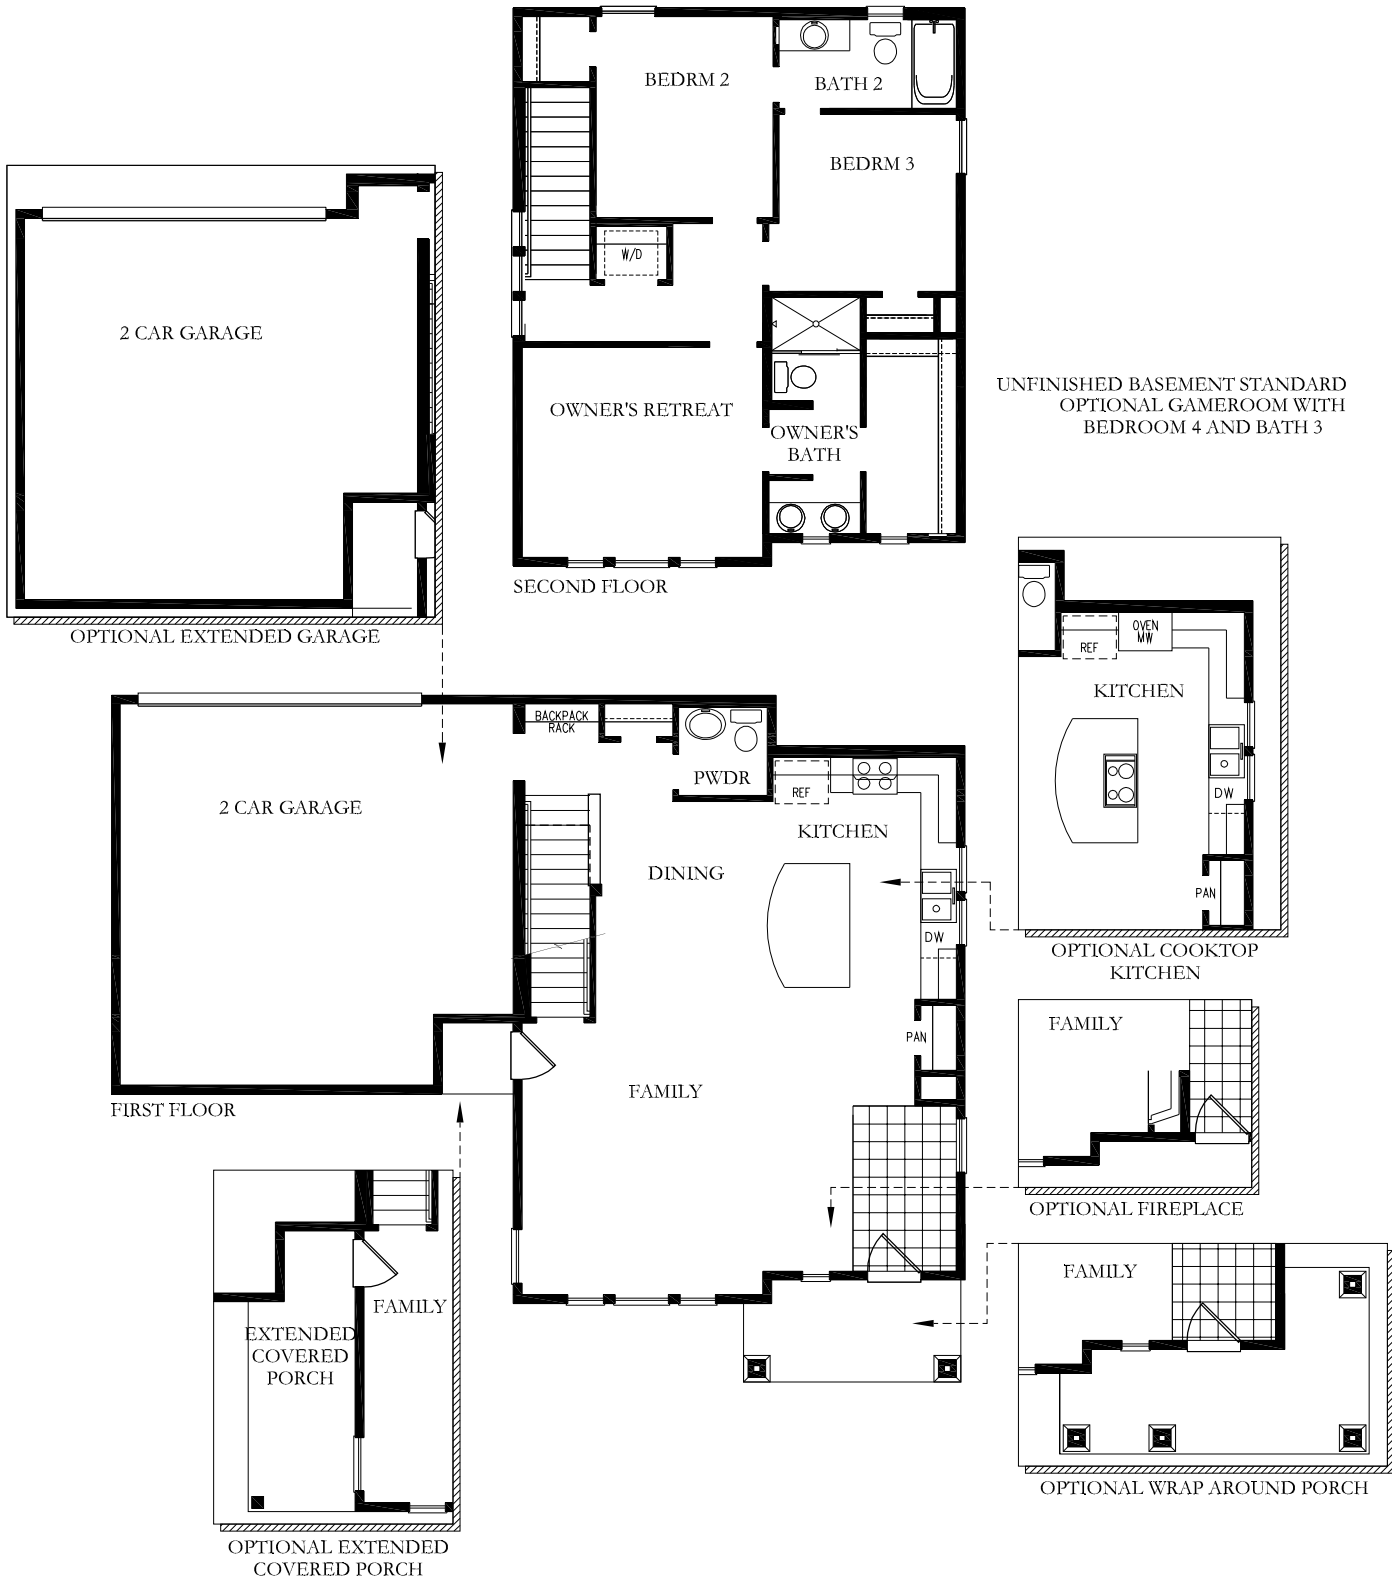 BEDRM 2
BATH 2
BEDRM 3
W/D
2 CAR GARAGE
OWNER'S RETREAT
OWNER'S
BATH
UNFINISHED BASEMENT STANDARD
OPTIONAL GAMEROOM WITH
BEDROOM 4 AND BATH 3
SECOND FLOOR
OPTIONAL EXTENDED GARAGE
OVEN
MW
REF
KITCHEN
DW
PAN
OPTIONAL COOKTOP
KITCHEN
BACKPACK
RACK
PWDR
REF
2 CAR GARAGE
KITCHEN
DINING
DW
PAN
FAMILY
FIRST FLOOR
FAMILY
OPTIONAL FIREPLACE
FAMILY
OPTIONAL WRAP AROUND PORCH
FAMILY
EXTENDED
COVERED
PORCH
OPTIONAL EXTENDED
COVERED PORCH